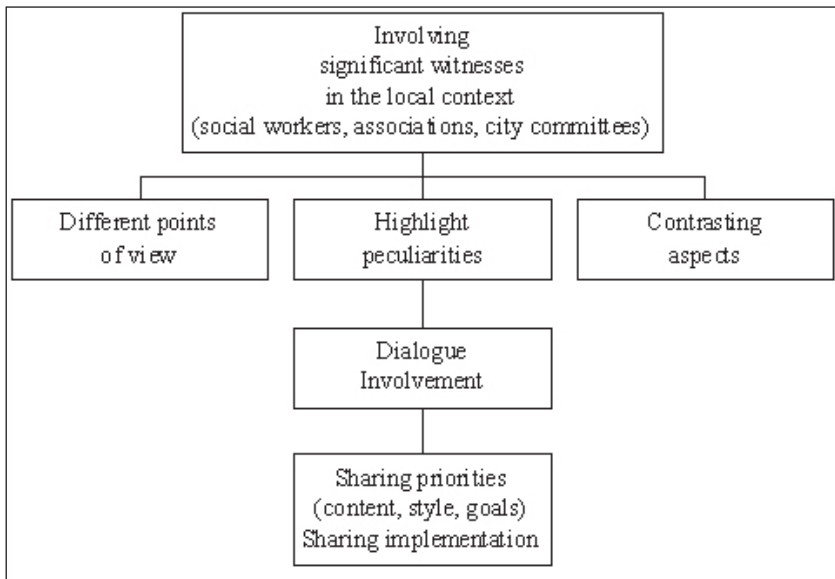 Involving
significant witnesses
in the local context
(social workers, associations, city committees)
Different points
of view
Highlight
peculiarities
Contrasting
aspects
Dialogue
Involvement
Sharing priorities
(content, style, goals)
Sharing implementation